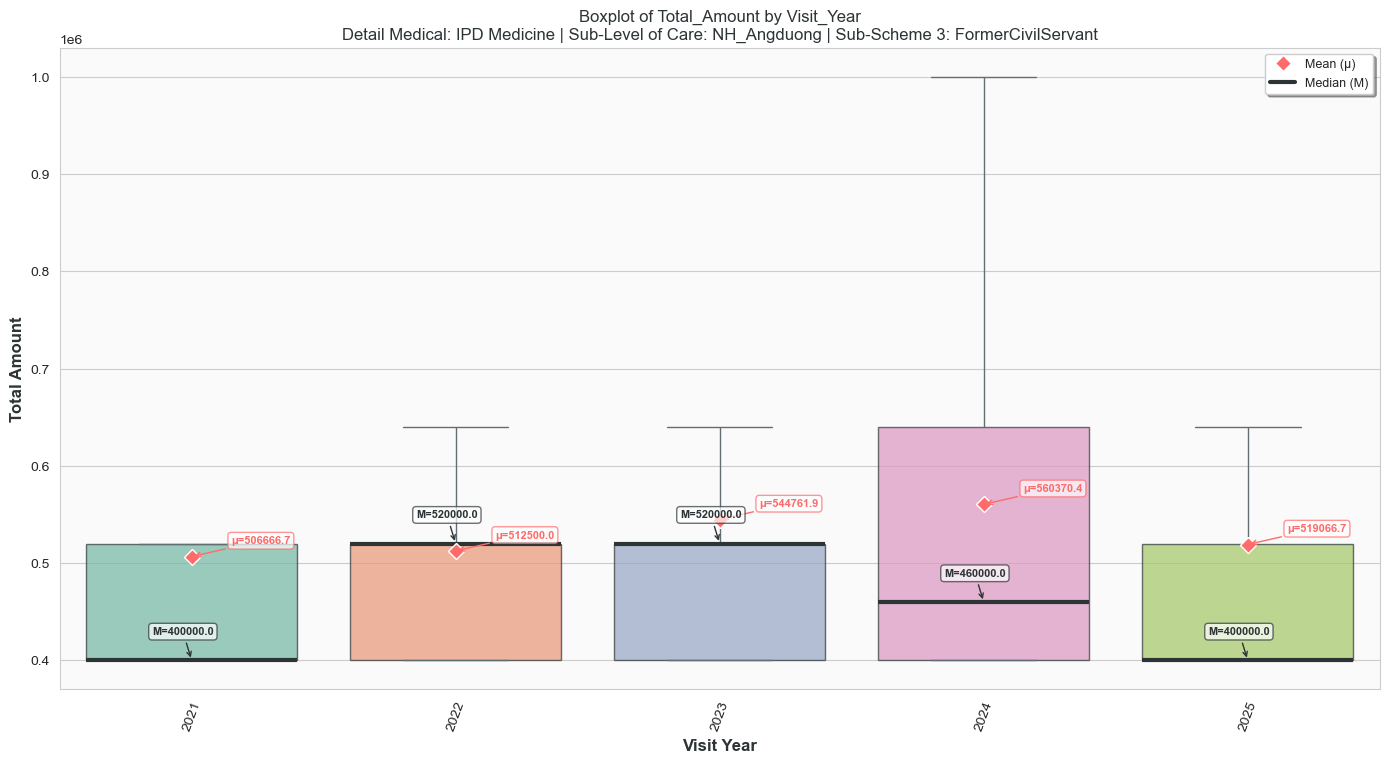 Boxplot of Total_Amount by Visit_Year
Detail Medical: IPD Medicine | Sub-Level of Care: NH_Angduong | Sub-Scheme 3: FormerCivilServant
1e6
Mean (μ)
Median (M)
1.0
0.9
0.8
0.7
0.6
0.5
0.4
Total Amount
μ=506666.7
M=400000.0
M=520000.0
μ=512500.0
M=520000.0
μ=544761.9
μ=560370.4
M=460000.0
μ=519066.7
M=400000.0
2021
2022
2023
2024
2025
Visit Year